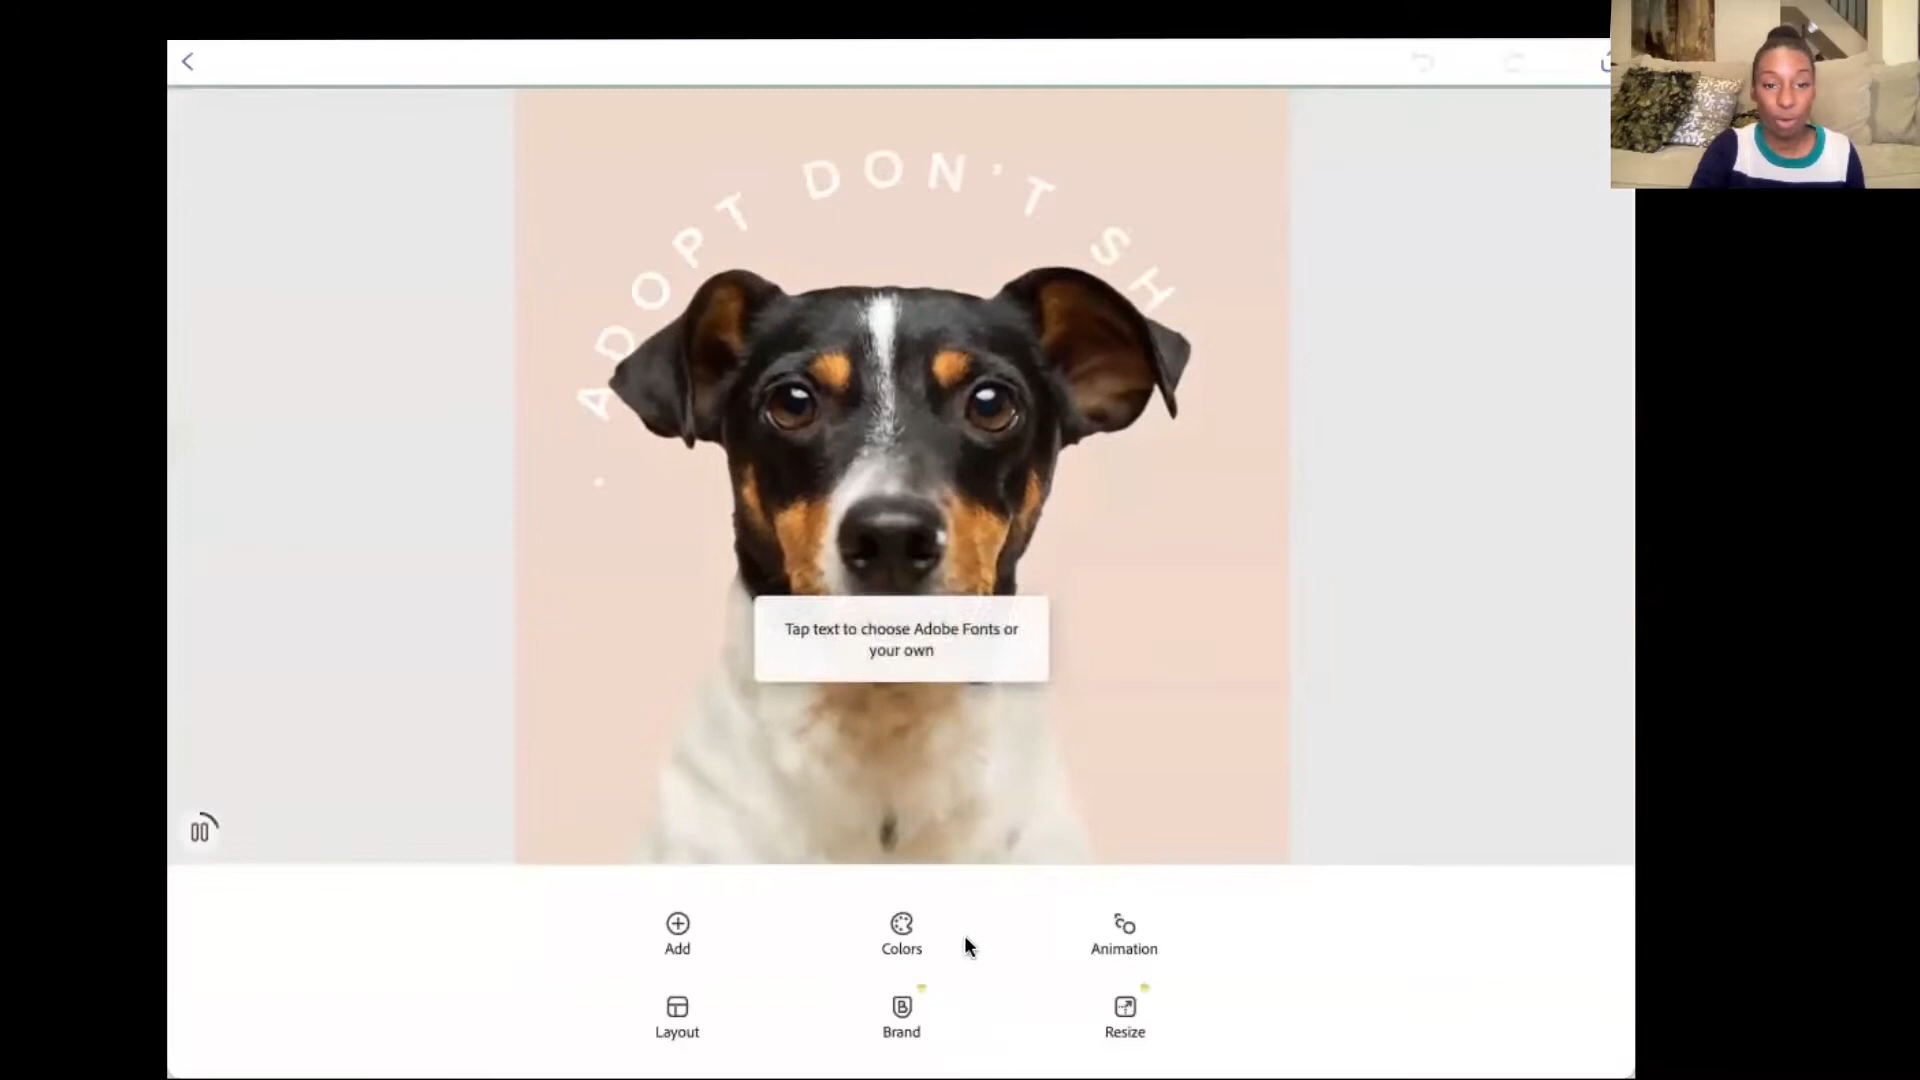 · ADOPT DON'T SH
Tap text to choose Adobe Fonts or
your own
Add
Colors
Animation
Layout
Brand
Resize